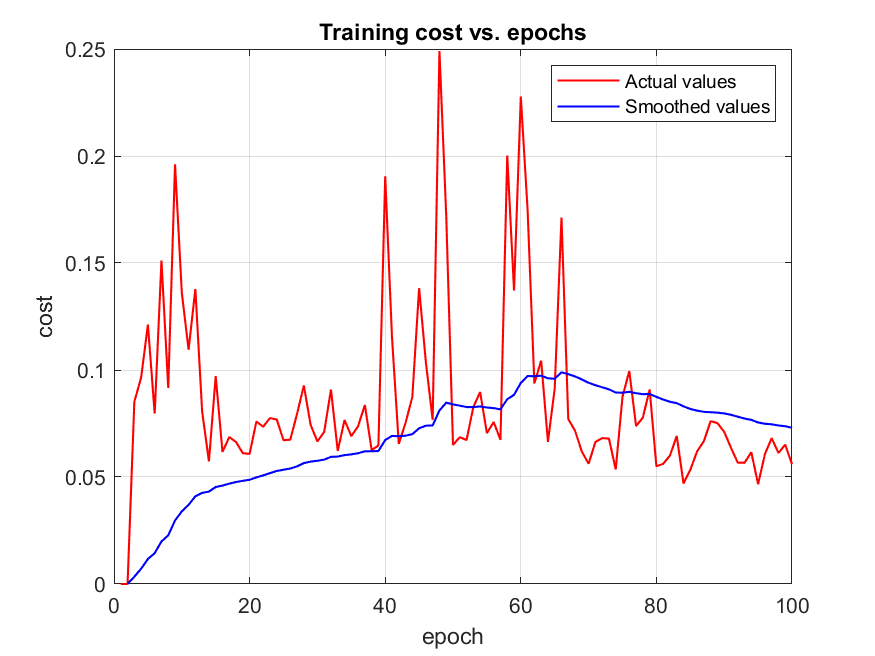 Training cost vs. epochs
Actual values
Smoothed values
0.25
0.2
0.15
0.1
0.05
0
0 20 40 60 80 100
cost
epoch